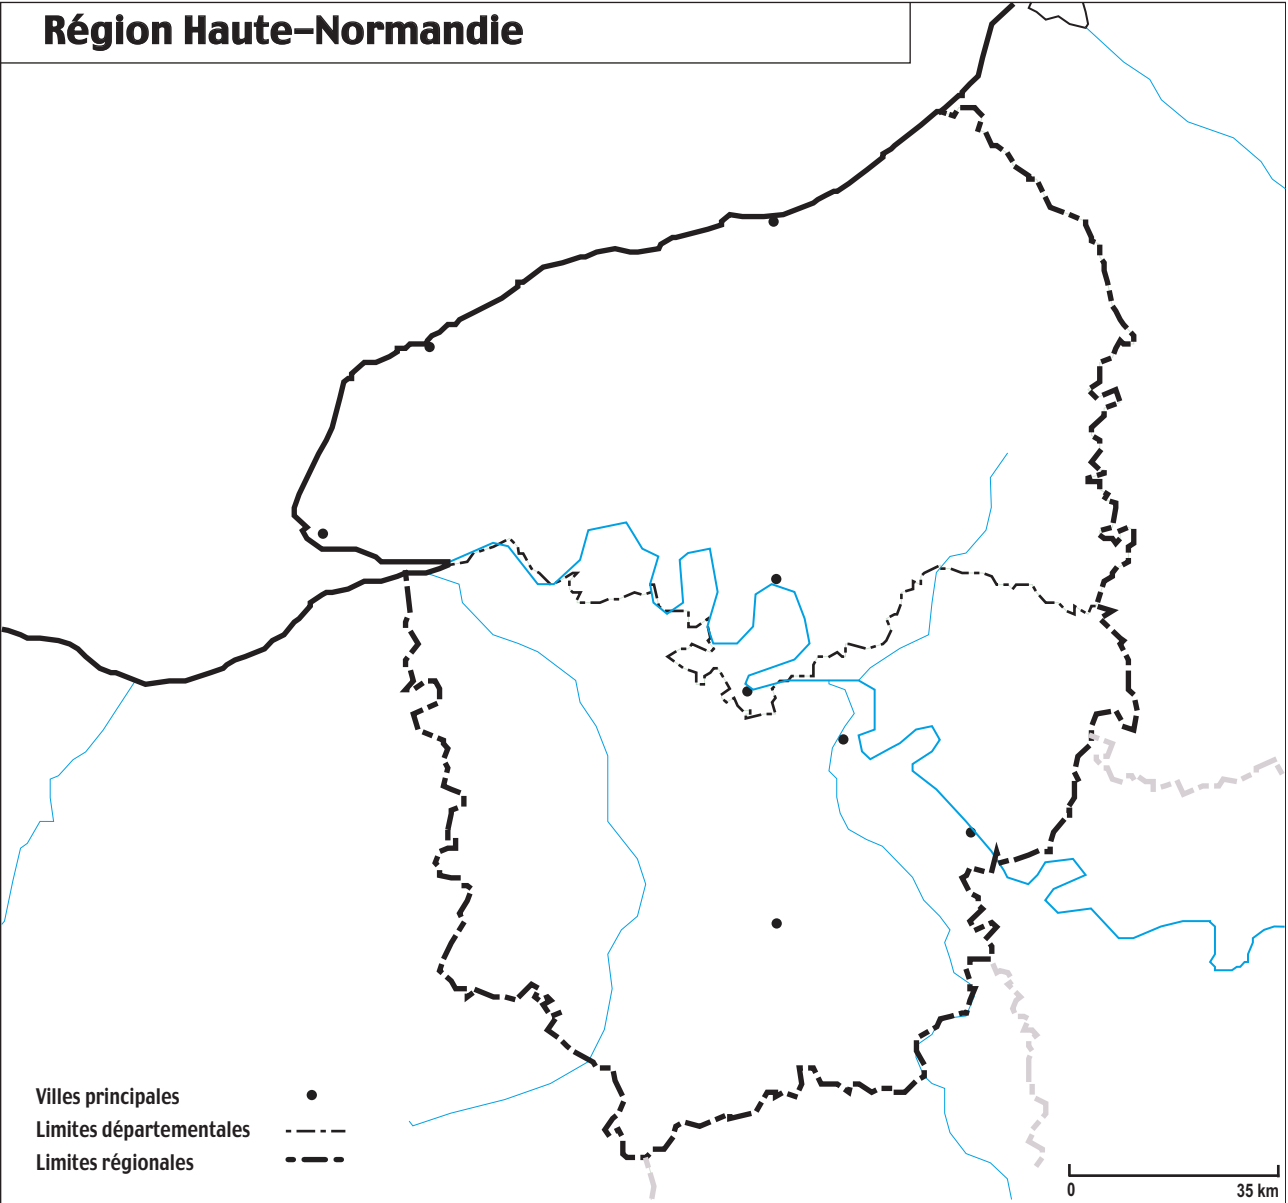 Région Haute-Normandie
Villes principales
Limites départementales
Limites régionales
0 35 km